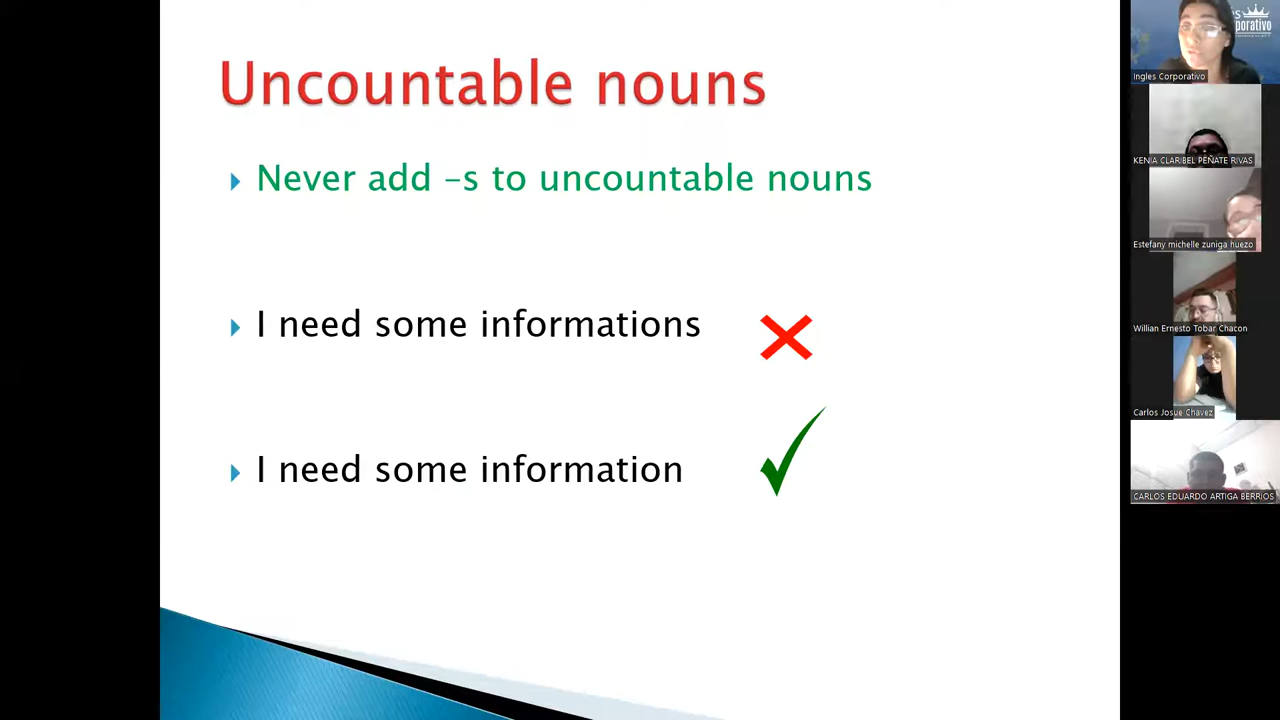 Uncountable nouns
Never add –s to uncountable nouns
I need some informations
I need some information
Ingles Corporativo
KENIA CLARIBEL PEÑATE RIVAS
Estefany michelle zuniga huezo
Willian Ernesto Tobar Chacon
Carlos Josue Chavez
CARLOS EDUARDO ARTIGA BERRIOS